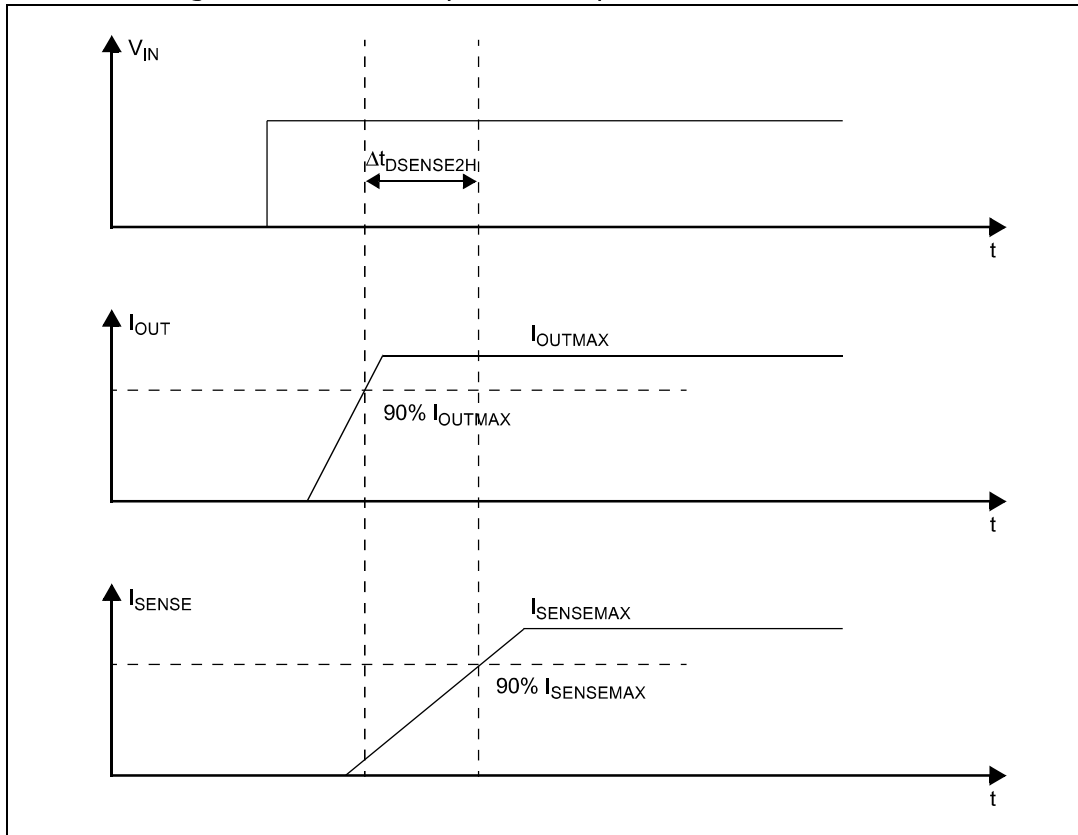 V_IN
Δt_DSENSE2H
t
I_OUT
I_OUTMAX
90% I_OUTMAX
t
I_SENSE
I_SENSEMAX
90% I_SENSEMAX
t